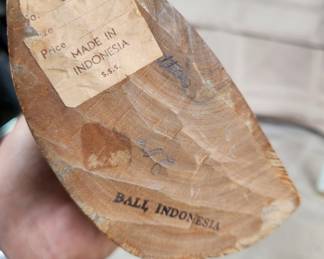 Price
MADE IN
INDONESIA
s.s.s.
BALI, INDONESIA